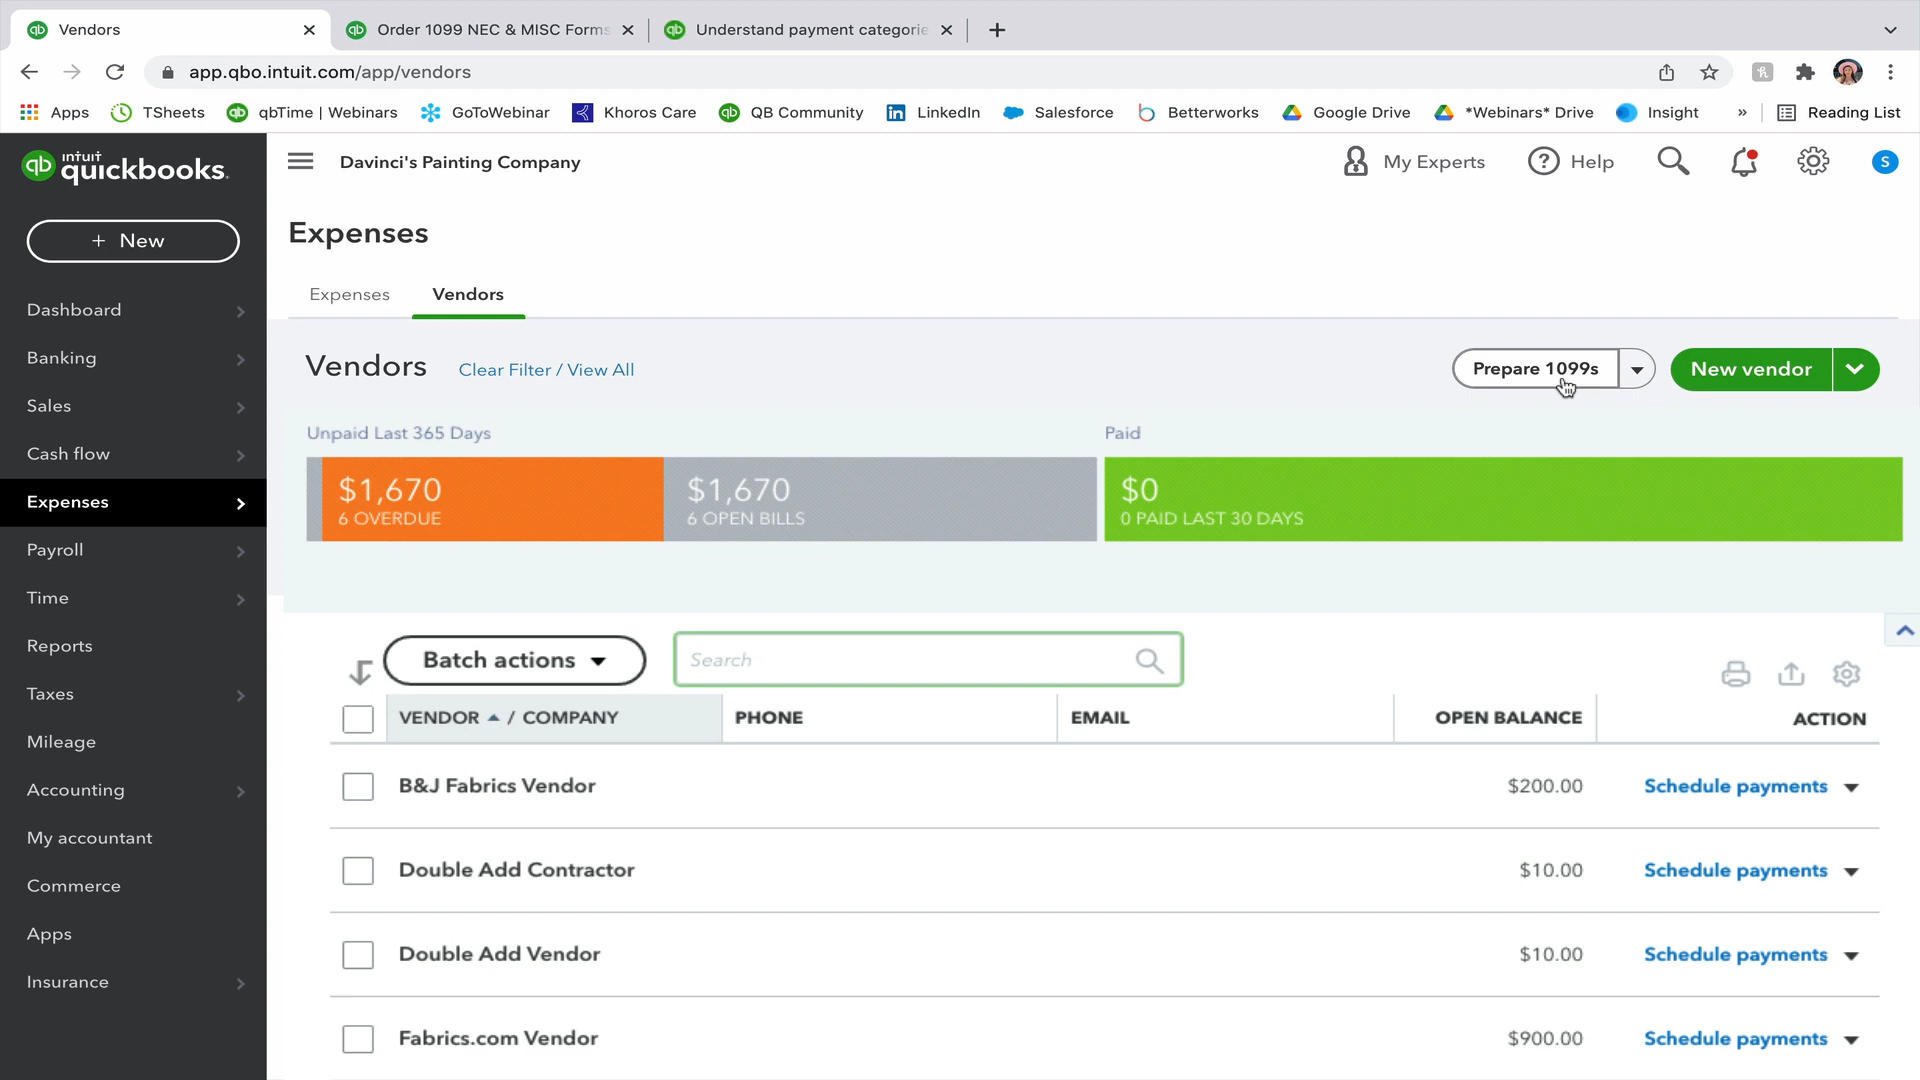 Vendors
Order 1099 NEC & MISC Forms
Understand payment categorie
app.qbo.intuit.com/app/vendors
Apps
TSheets
qbTime | Webinars
GoToWebinar
Khoros Care
QB Community
LinkedIn
Salesforce
Betterworks
Google Drive
*Webinars* Drive
Insight
»
Reading List
qb intuit quickbooks.
Davinci's Painting Company
My Experts
? Help
S
+ New
Dashboard
Banking
Sales
Cash flow
Expenses
Payroll
Time
Reports
Taxes
Mileage
Accounting
My accountant
Commerce
Apps
Insurance
Expenses
Expenses Vendors
Vendors Clear Filter / View All
Prepare 1099s
New vendor
Unpaid Last 365 Days
Paid
$1,670
6 OVERDUE
$1,670
6 OPEN BILLS
$0
0 PAID LAST 30 DAYS
Batch actions
Search
VENDOR / COMPANY PHONE EMAIL OPEN BALANCE ACTION
B&J Fabrics Vendor $200.00 Schedule payments
Double Add Contractor $10.00 Schedule payments
Double Add Vendor $10.00 Schedule payments
Fabrics.com Vendor $900.00 Schedule payments